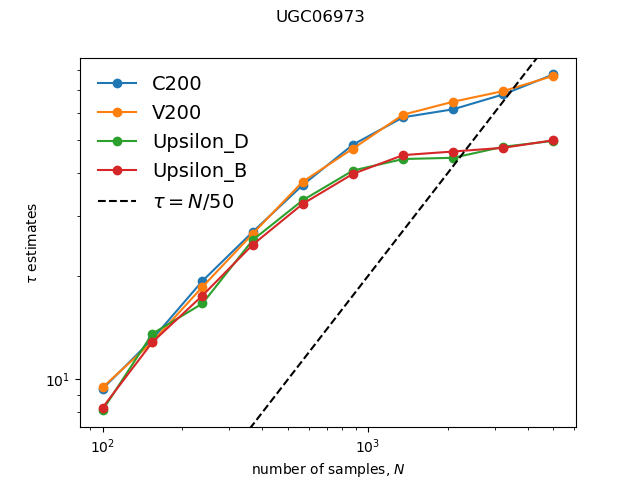 UGC06973
C200
V200
Upsilon_D
Upsilon_B
τ = N/50
τ estimates
10¹
10² 10³
number of samples, N